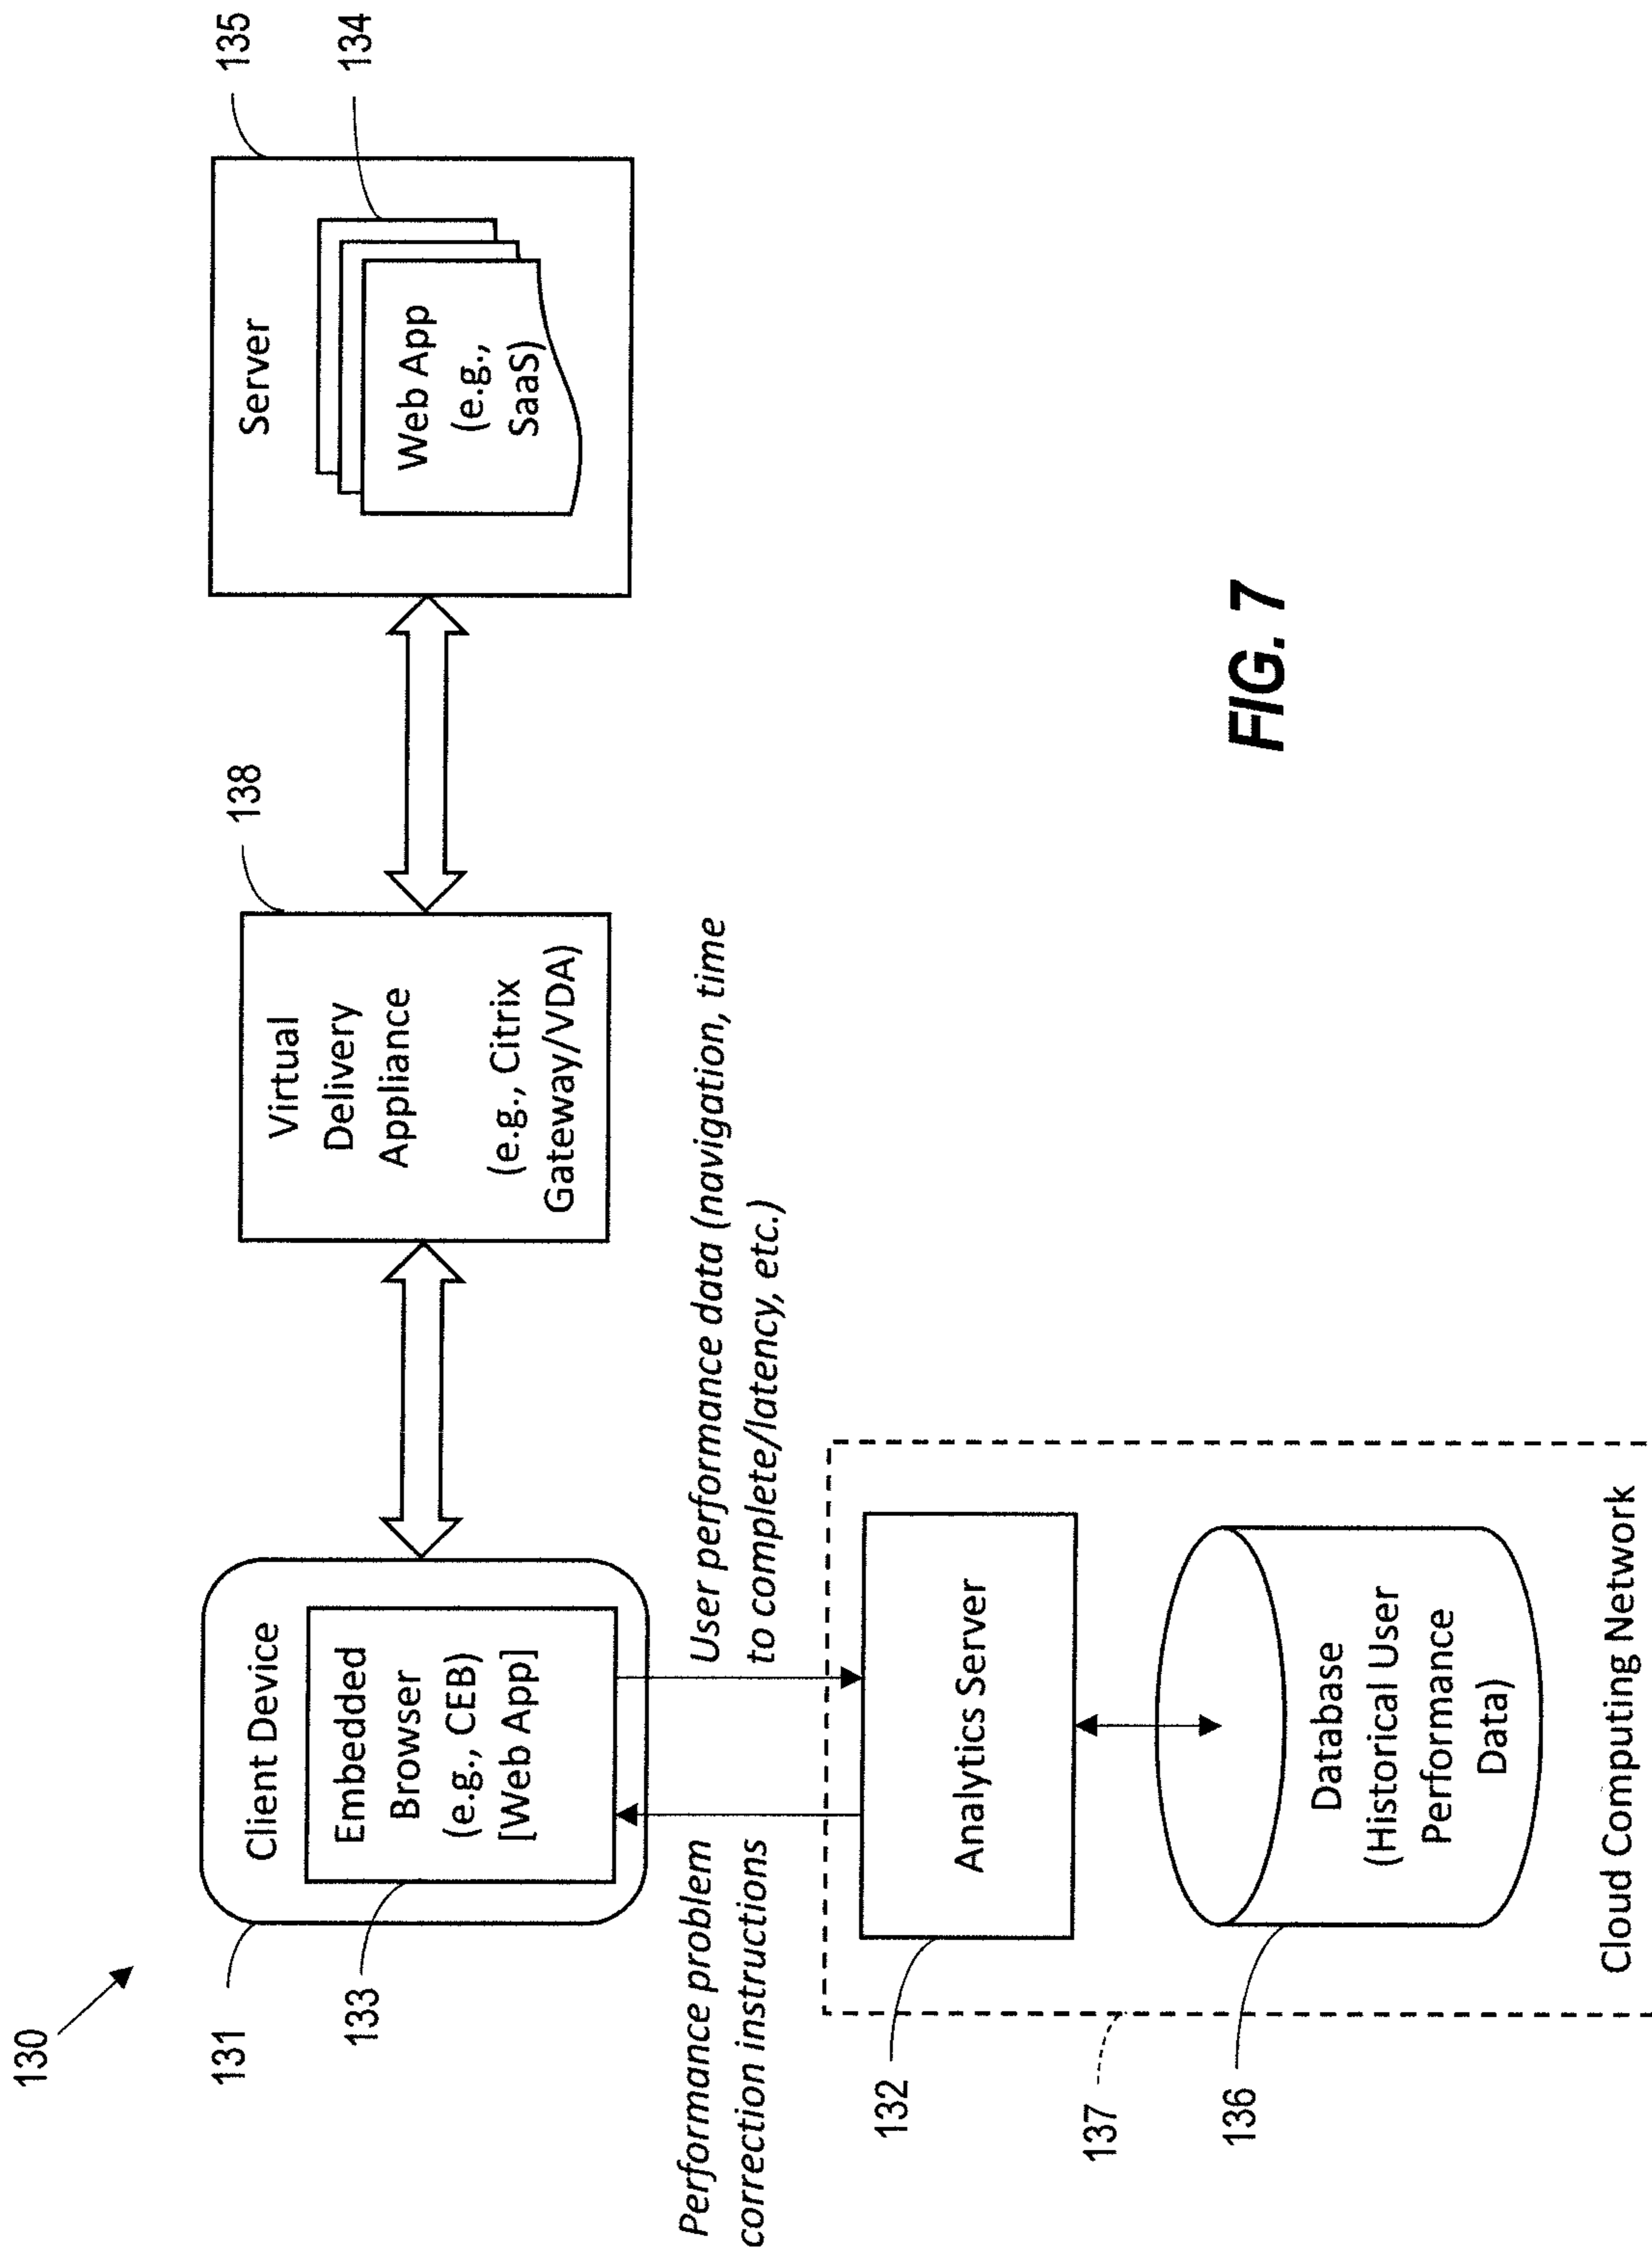 130
131
Client Device
133
Embedded
Browser
(e.g., CEB)
[Web App]
138
Virtual
Delivery
Appliance
(e.g., Citrix
Gateway/VDA)
135
Server
134
Web App
(e.g.,
SaaS)
Performance problem
correction instructions
User performance data (navigation, time
to complete/latency, etc.)
132
Analytics Server
137
136
Database
(Historical User
Performance
Data)
Cloud Computing Network
FIG. 7